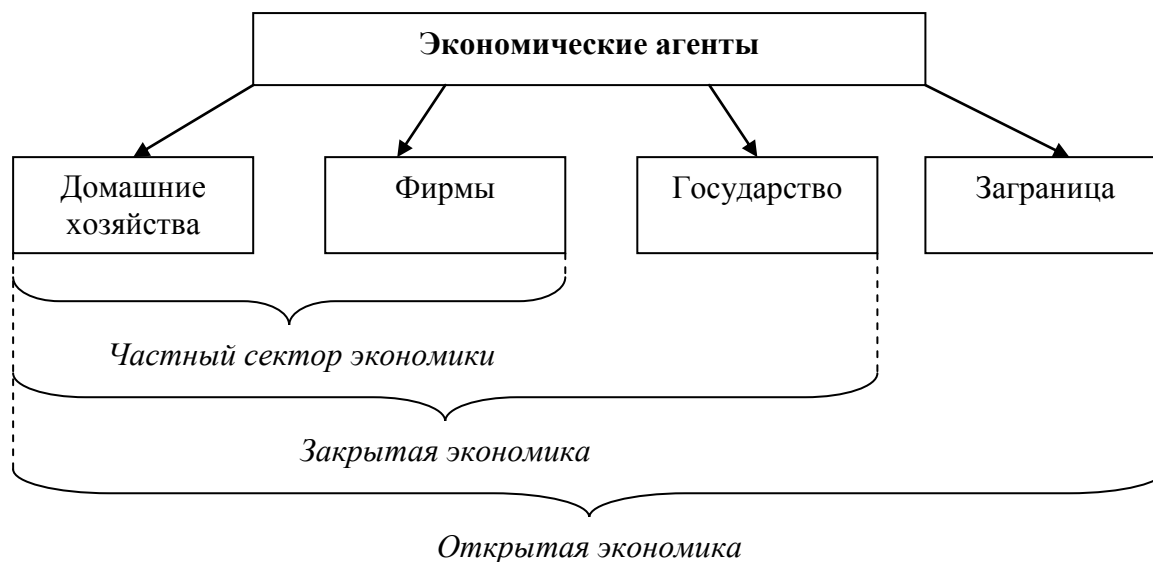 Экономические агенты
Домашние
хозяйства
Фирмы
Государство
Заграница
Частный сектор экономики
Закрытая экономика
Открытая экономика